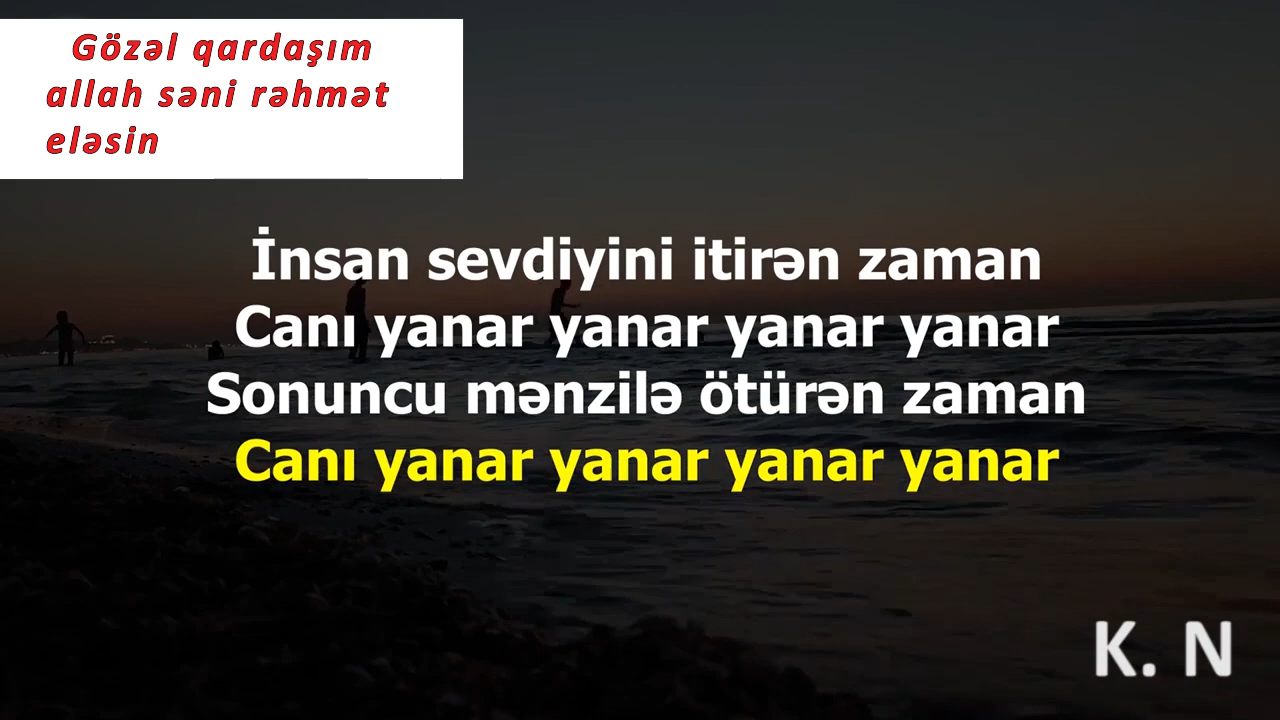 Gözəl qardaşım
allah səni rəhmət
eləsin
İnsan sevdiyini itirən zaman
Canı yanar yanar yanar yanar
Sonuncu mənzilə ötürən zaman
Canı yanar yanar yanar yanar
K. N